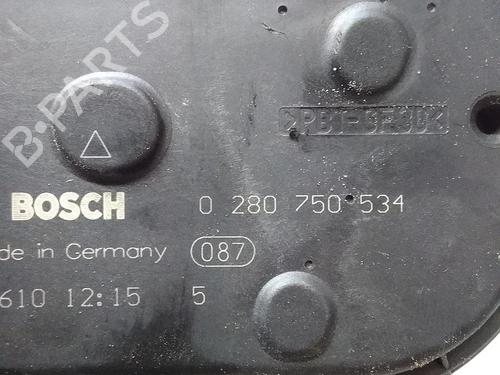 B-PARTS
>PBT-GF30<
BOSCH 0 280 750 534
de in Germany 087
610 12:15 5